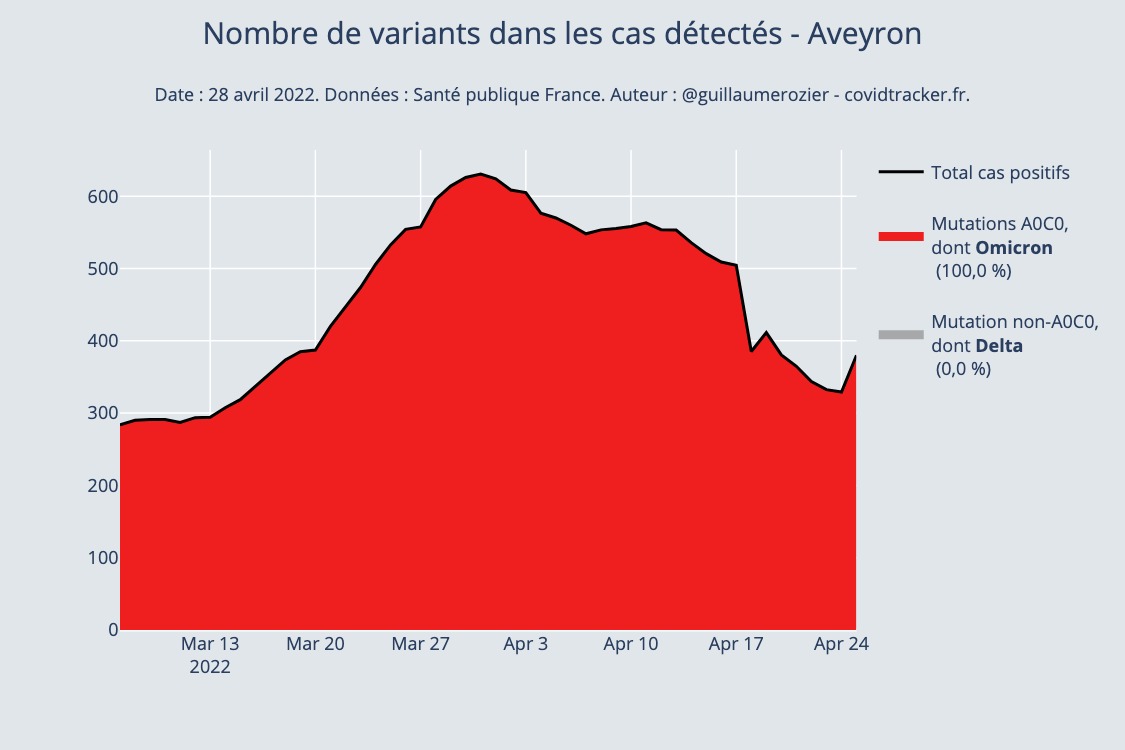 Nombre de variants dans les cas détectés - Aveyron
Date : 28 avril 2022. Données : Santé publique France. Auteur : @guillaumerozier - covidtracker.fr.
600
500
400
300
200
100
0
Mar 13
2022
Mar 20
Mar 27
Apr 3
Apr 10
Apr 17
Apr 24
Total cas positifs
Mutations A0C0,
dont Omicron
(100,0 %)
Mutation non-A0C0,
dont Delta
(0,0 %)